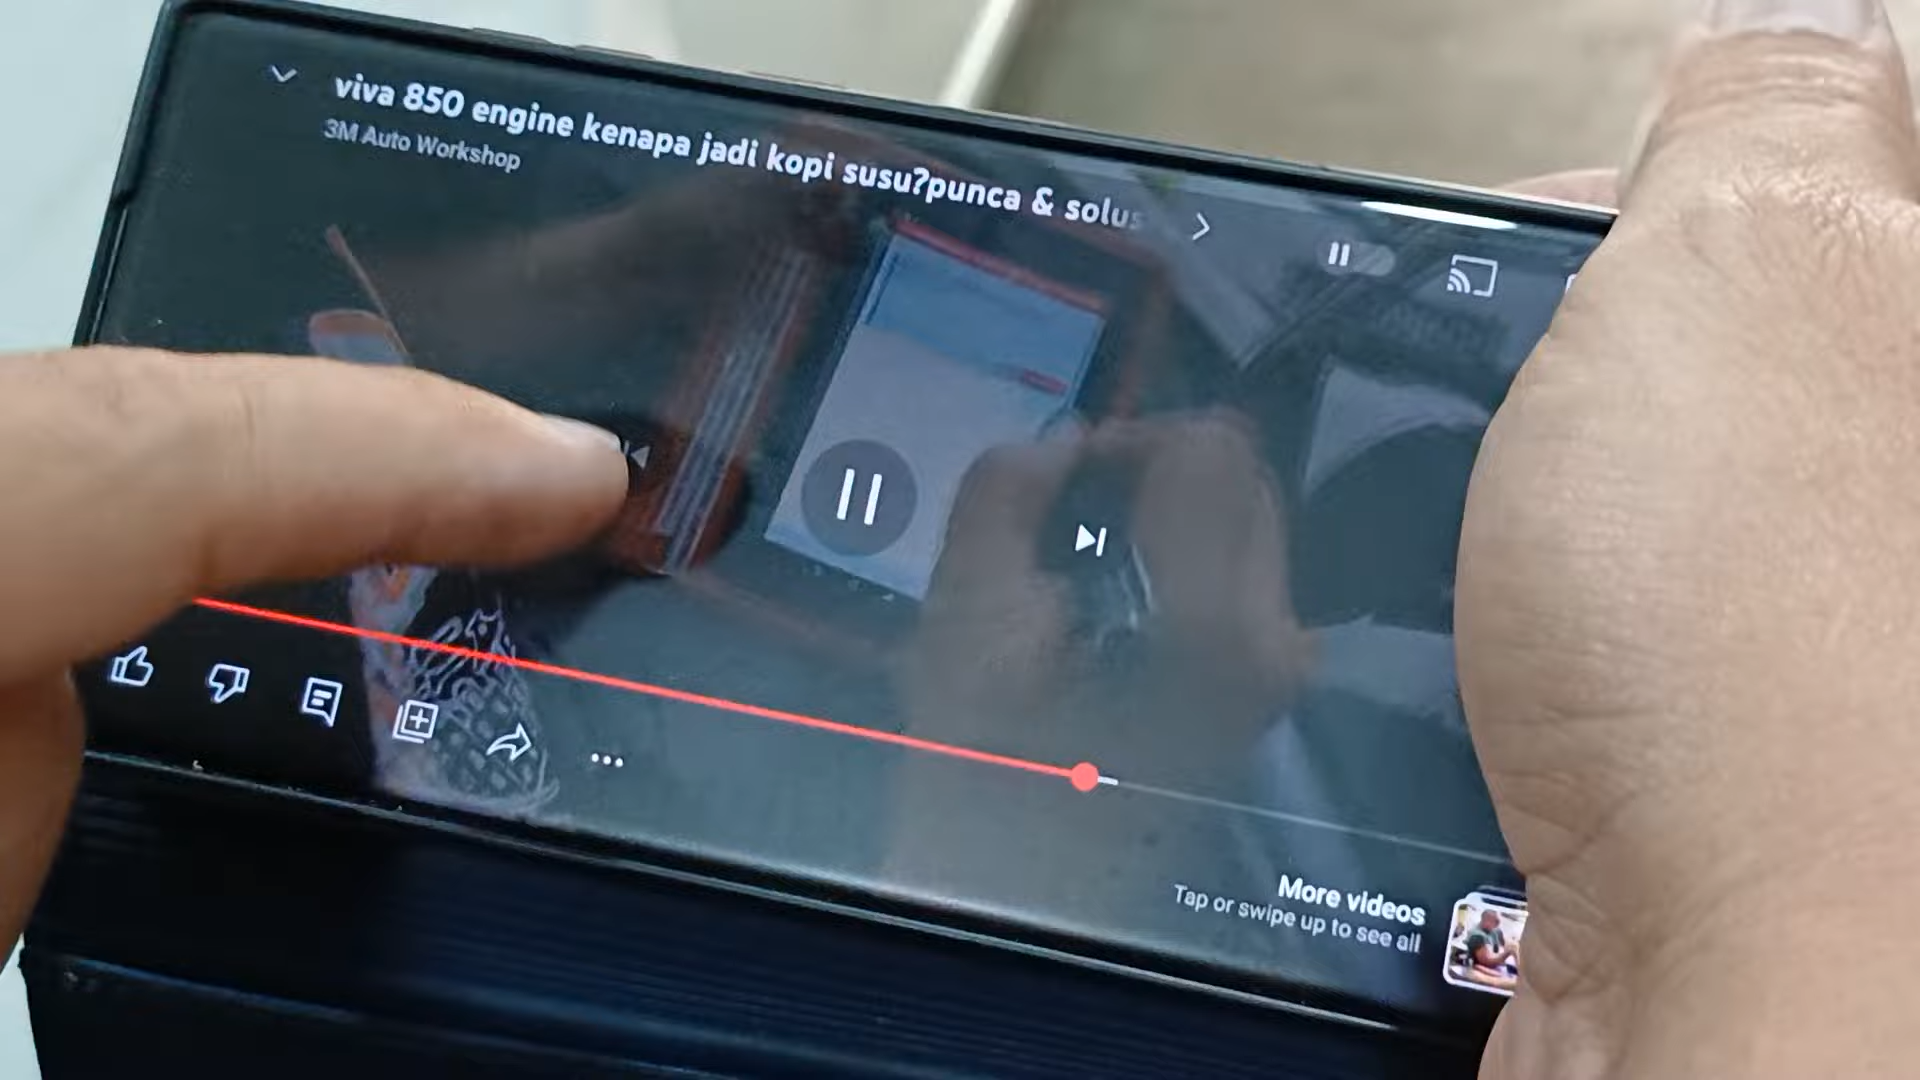 viva 850 engine kenapa jadi kopi susu?punca & solus
3M Auto Workshop
More videos
Tap or swipe up to see all